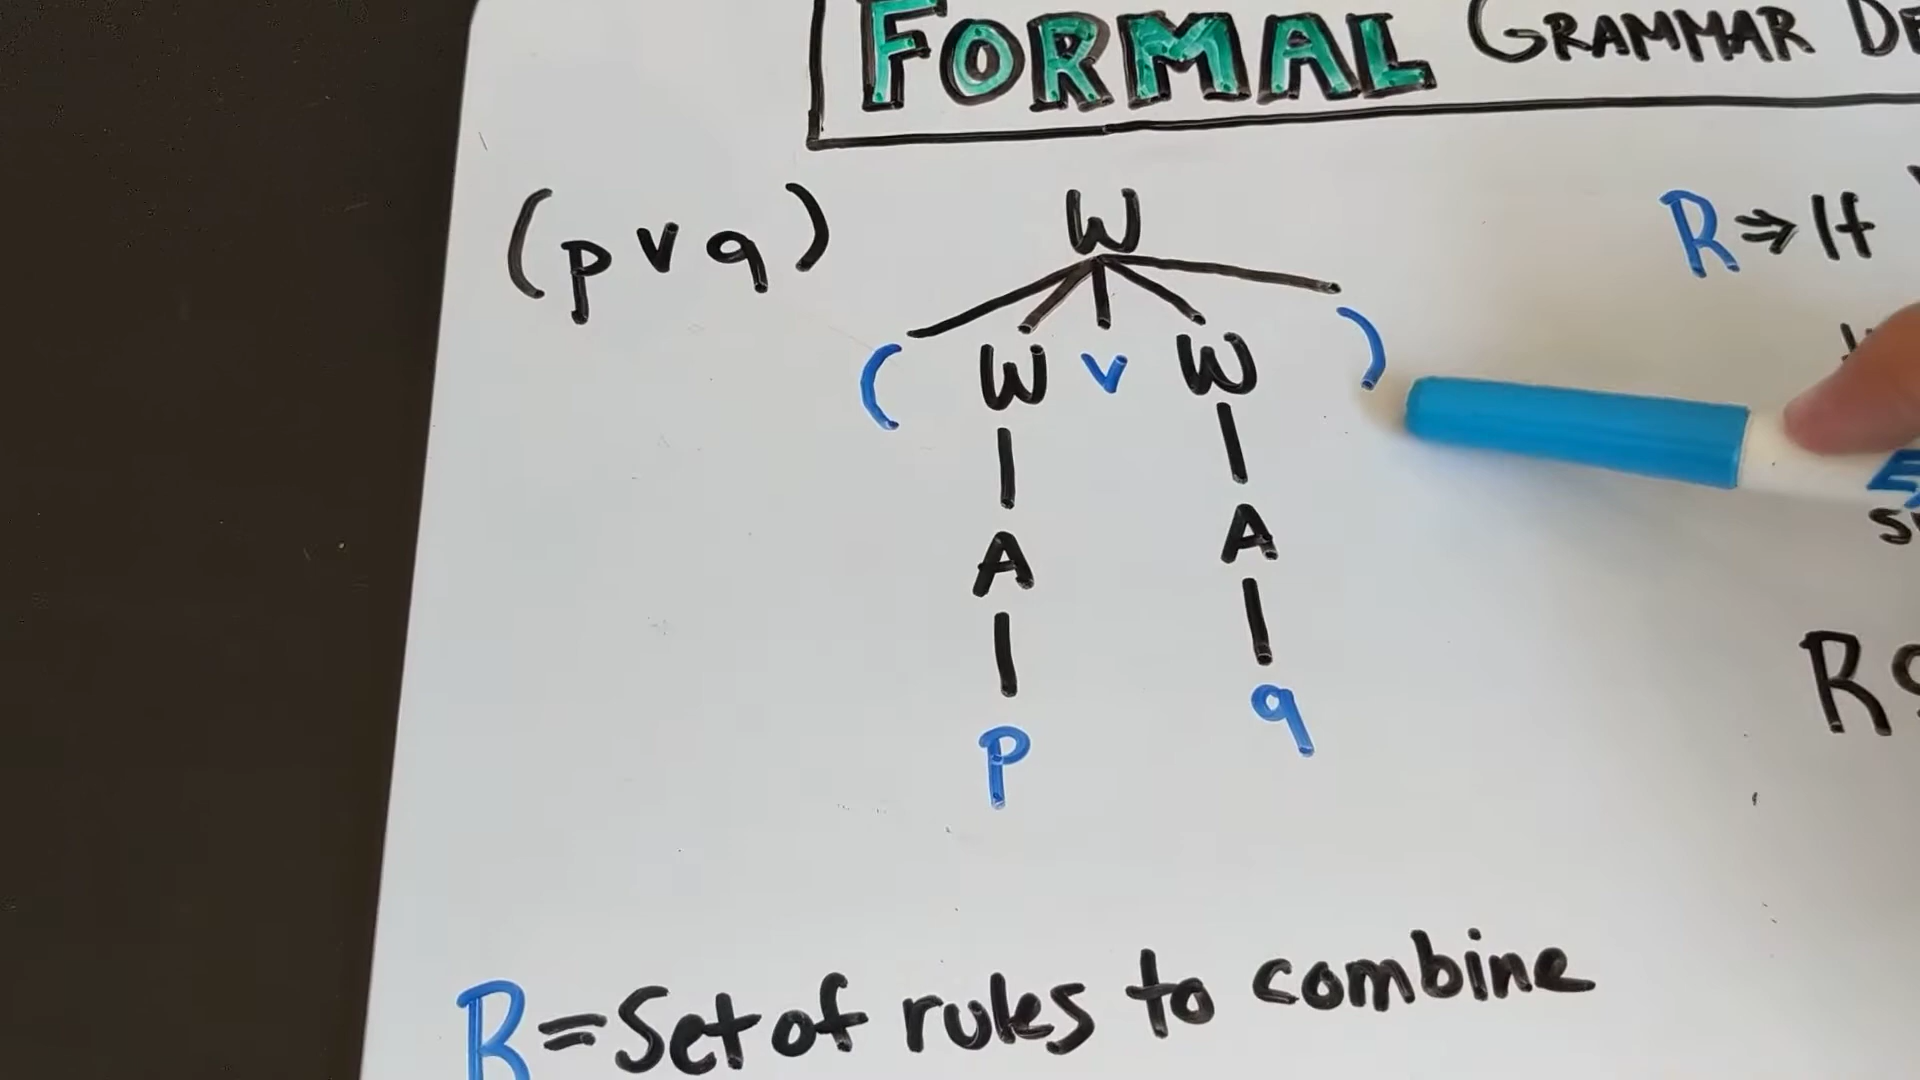 FORMAL GRAMMAR
(p v q)
W
( W v W )
A A
p q
R ⇒ If
R = Set of rules to combine